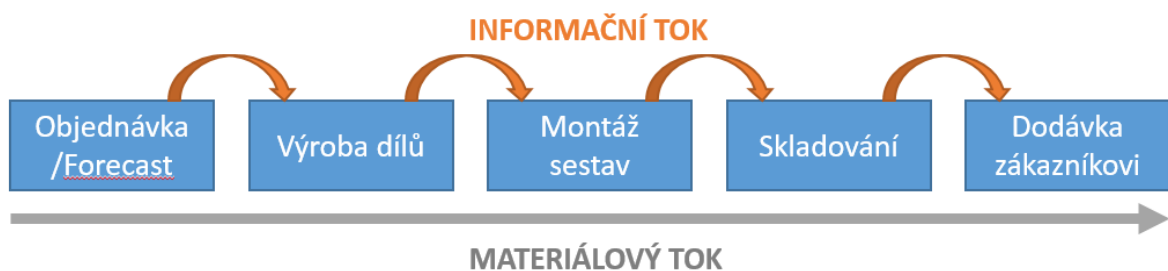 INFORMAČNÍ TOK
Objednávka
/Forecast
Výroba dílů
Montáž
sestav
Skladování
Dodávka
zákazníkovi
MATERIÁLOVÝ TOK